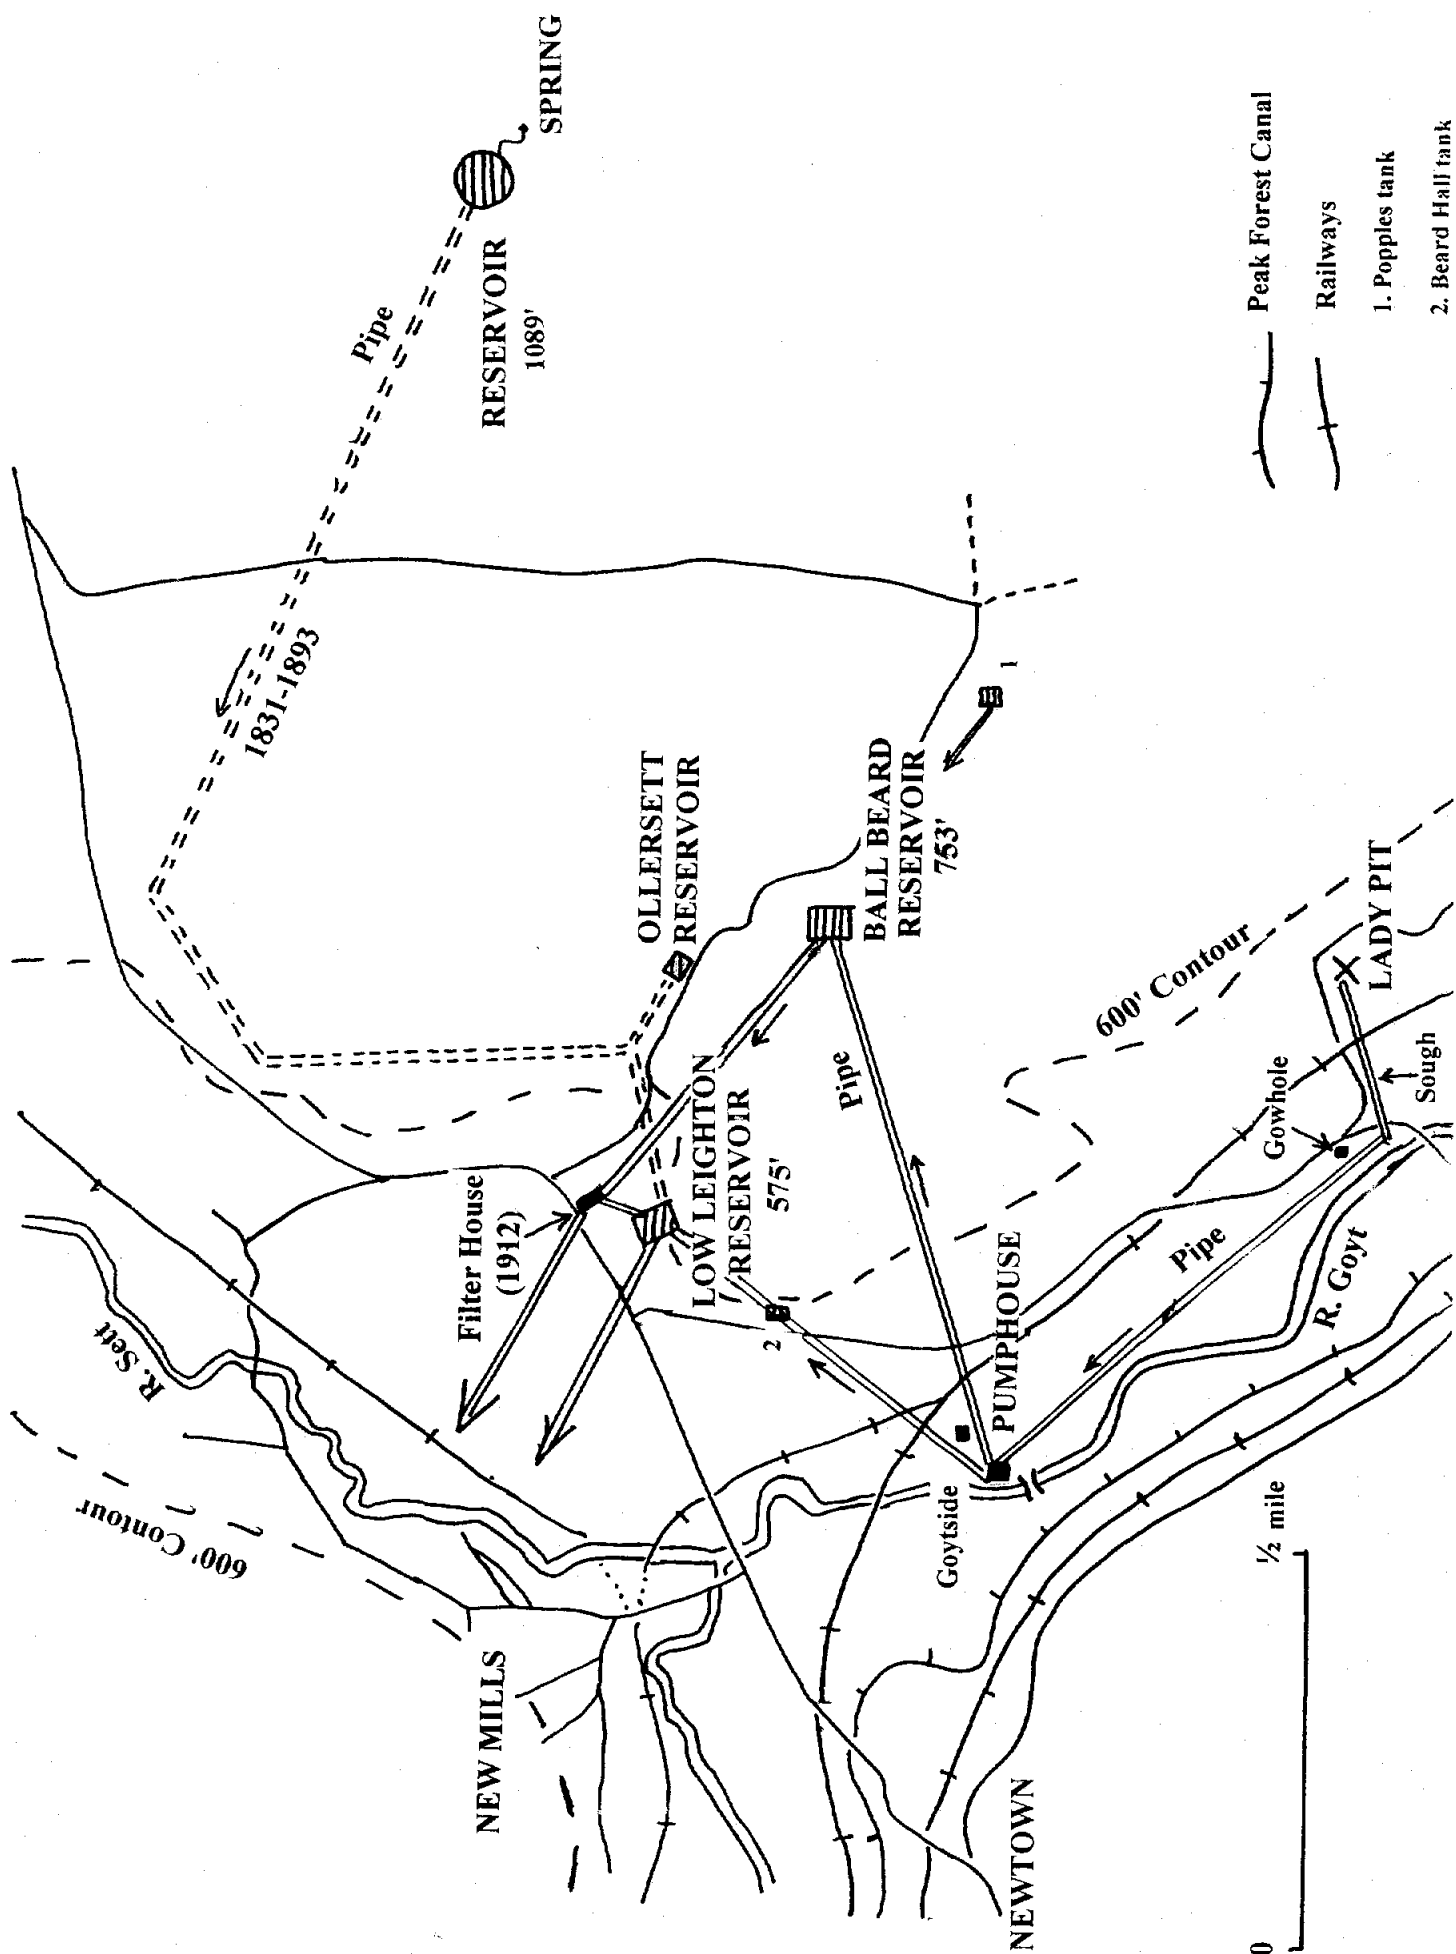 SPRING
RESERVOIR
1089'
Pipe
1831-1893
OLLERSETT
RESERVOIR
BALL BEARD
RESERVOIR
753'
1
600' Contour
LADY PIT
Sough
Gowhole
Pipe
LOW LEIGHTON
RESERVOIR
575'
Filter House
(1912)
R. Sett
600' Contour
2
1
PUMPHOUSE
Goytside
Pipe
R. Goyt
NEW MILLS
NEWTOWN
0
½ mile
Peak Forest Canal
Railways
1. Popples tank
2. Beard Hall tank